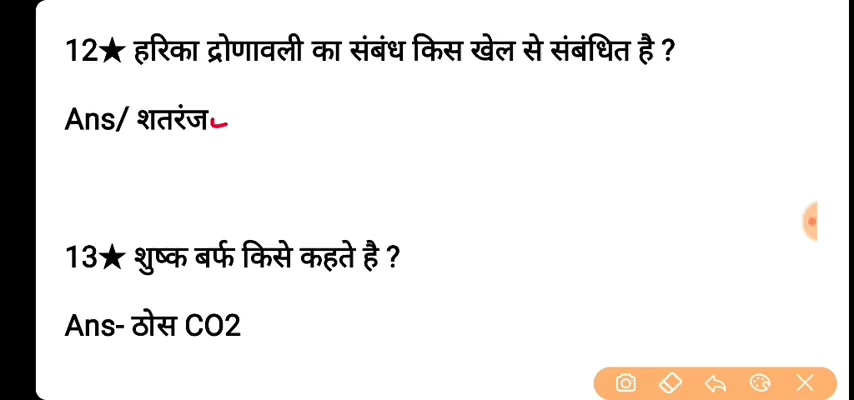 12★ हरिका द्रोणावली का संबंध किस खेल से संबंधित है ?
Ans/ शतरंज
13★ शुष्क बर्फ किसे कहते है ?
Ans- ठोस CO2